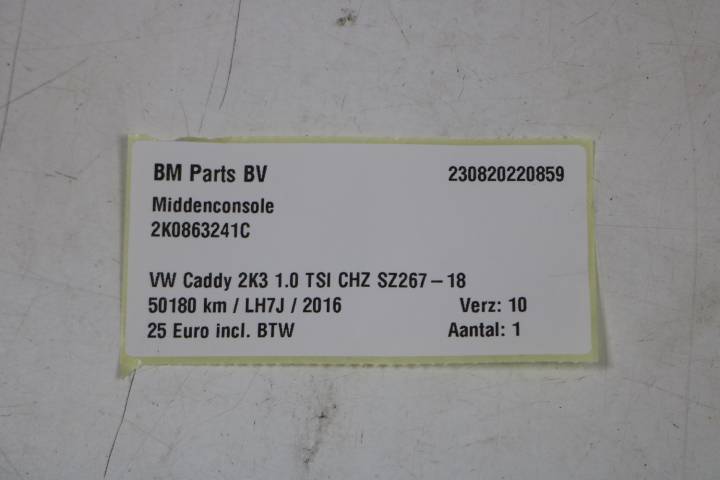 BM Parts BV 230820220859
Middenconsole
2K0863241C
VW Caddy 2K3 1.0 TSI CHZ SZ267-18
50180 km / LH7J / 2016 Verz: 10
25 Euro incl. BTW Aantal: 1